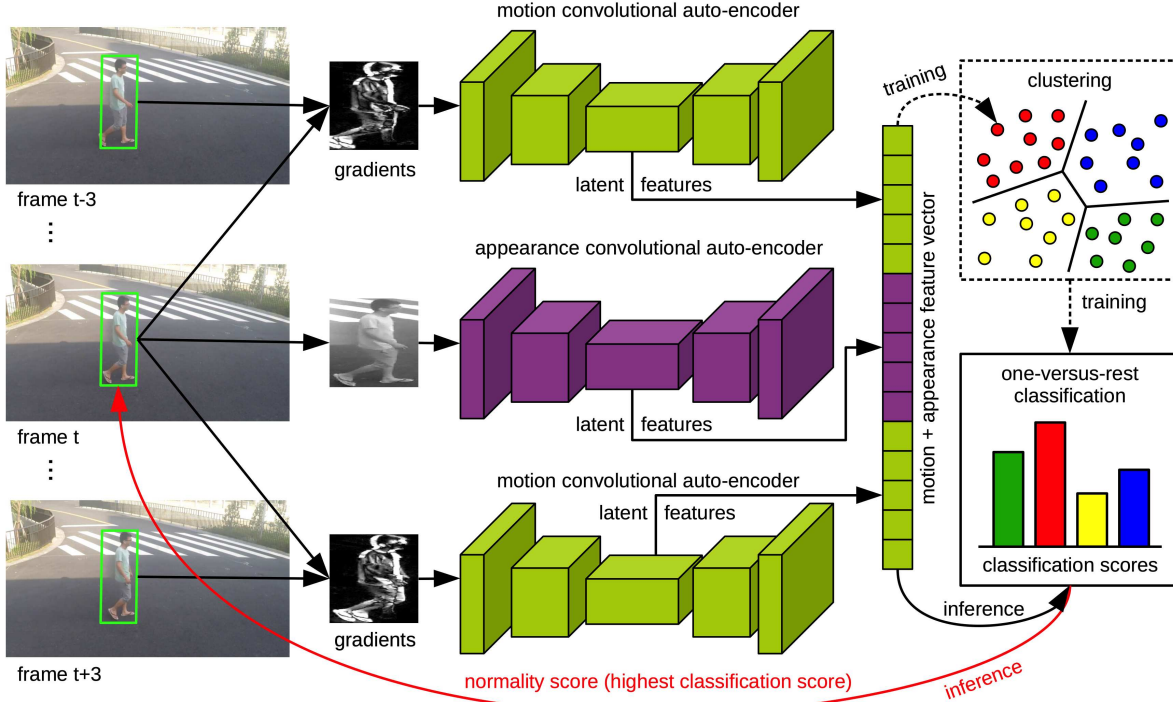 motion convolutional auto-encoder
training
clustering
gradients
latent features
frame t-3
...
appearance convolutional auto-encoder
motion + appearance feature vector
training
one-versus-rest
classification
latent features
frame t
...
motion convolutional auto-encoder
latent features
classification scores
inference
gradients
frame t+3
normality score (highest classification score)
inference